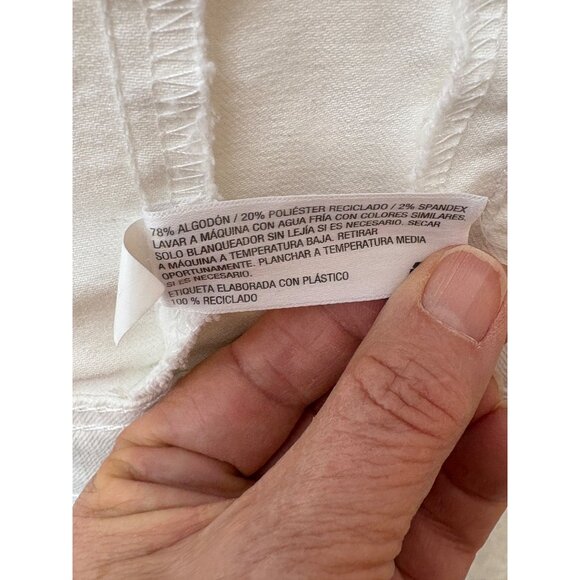 78% ALGODÓN / 20% POLIÉSTER RECICLADO / 2% SPANDEX
LAVAR A MÁQUINA CON AGUA FRÍA CON COLORES SIMILARES.
SOLO BLANQUEADOR SIN LEJÍA SI ES NECESARIO. SECAR
A MÁQUINA A TEMPERATURA BAJA. RETIRAR
OPORTUNAMENTE. PLANCHAR A TEMPERATURA MEDIA
SI ES NECESARIO.
ETIQUETA ELABORADA CON PLÁSTICO
100 % RECICLADO